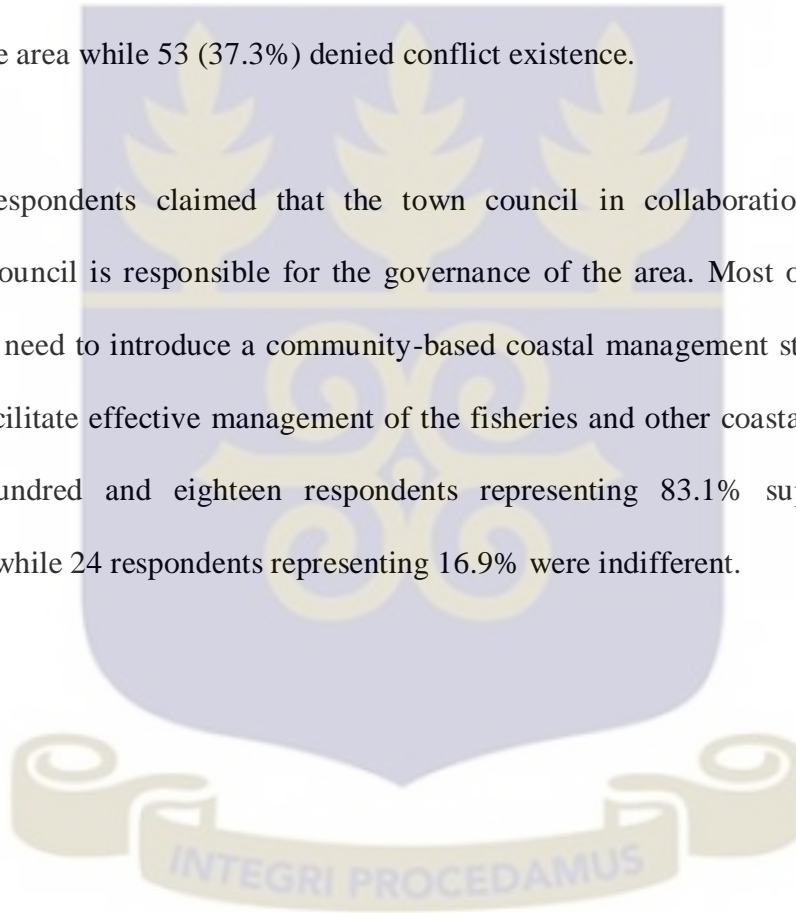 e area while 53 (37.3%) denied conflict existence.
espondents claimed that the town council in collaboratio
ouncil is responsible for the governance of the area. Most o
need to introduce a community-based coastal management st
cilitate effective management of the fisheries and other coasta
undred and eighteen respondents representing 83.1% su
while 24 respondents representing 16.9% were indifferent.
INTEGRI PROCEDAMUS